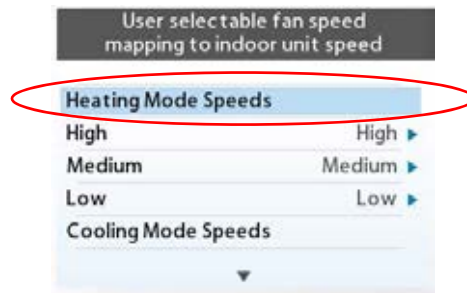 User selectable fan speed
mapping to indoor unit speed
Heating Mode Speeds
High High
Medium Medium
Low Low
Cooling Mode Speeds